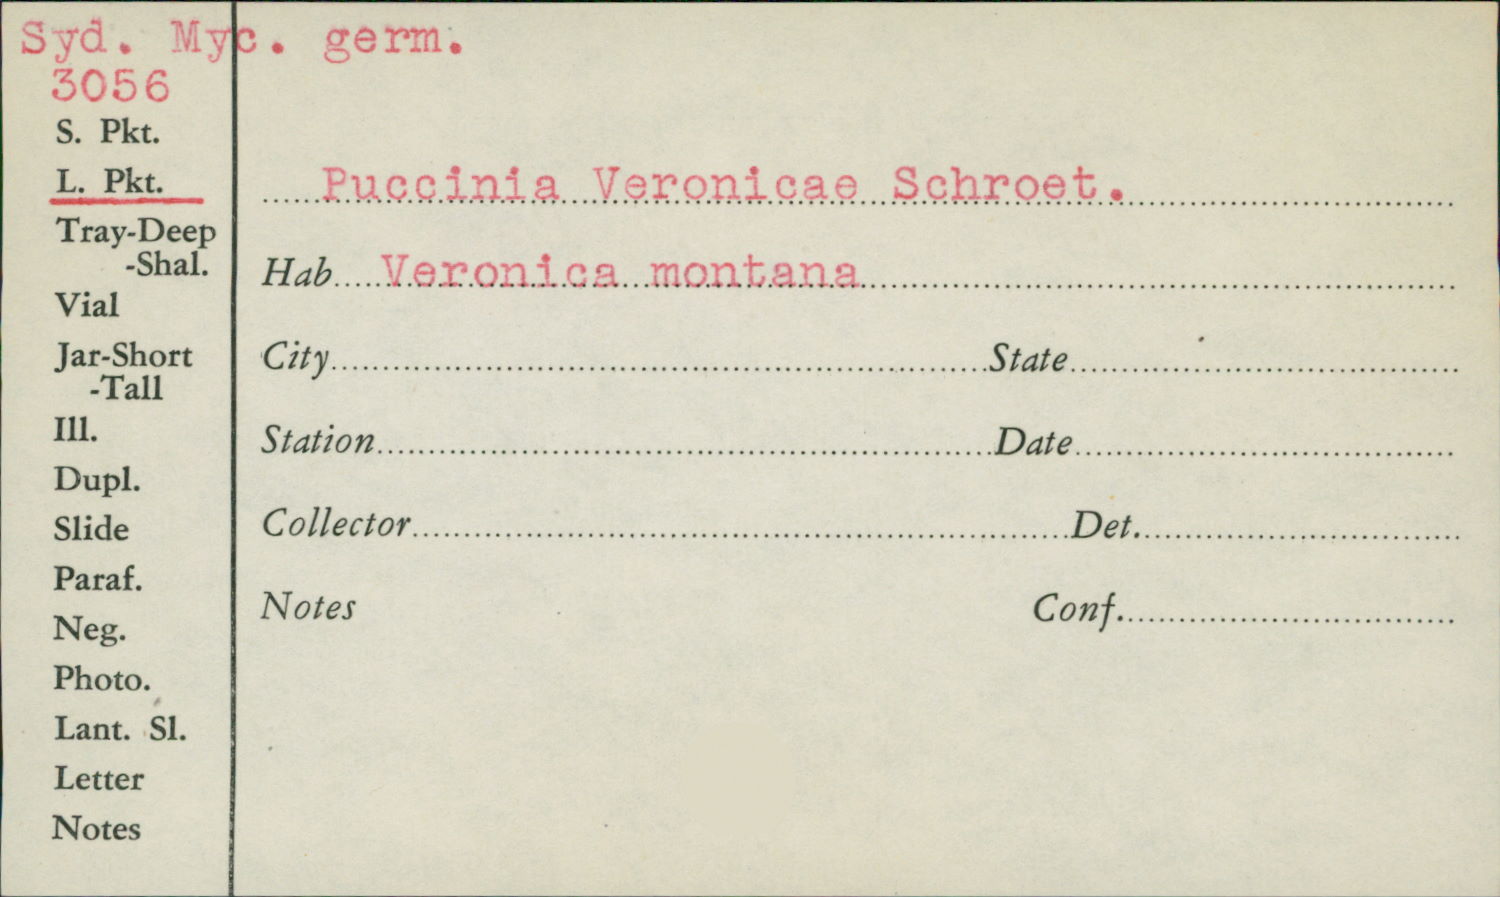 Syd. Myc. germ.
3056
S. Pkt.
L. Pkt.
Tray-Deep
-Shal.
Vial
Jar-Short
-Tall
Ill.
Dupl.
Slide
Paraf.
Neg.
Photo.
Lant. Sl.
Letter
Notes
Puccinia Veronicae Schroet.
Hab Veronica montana
City State
Station Date
Collector Det.
Notes Conf.